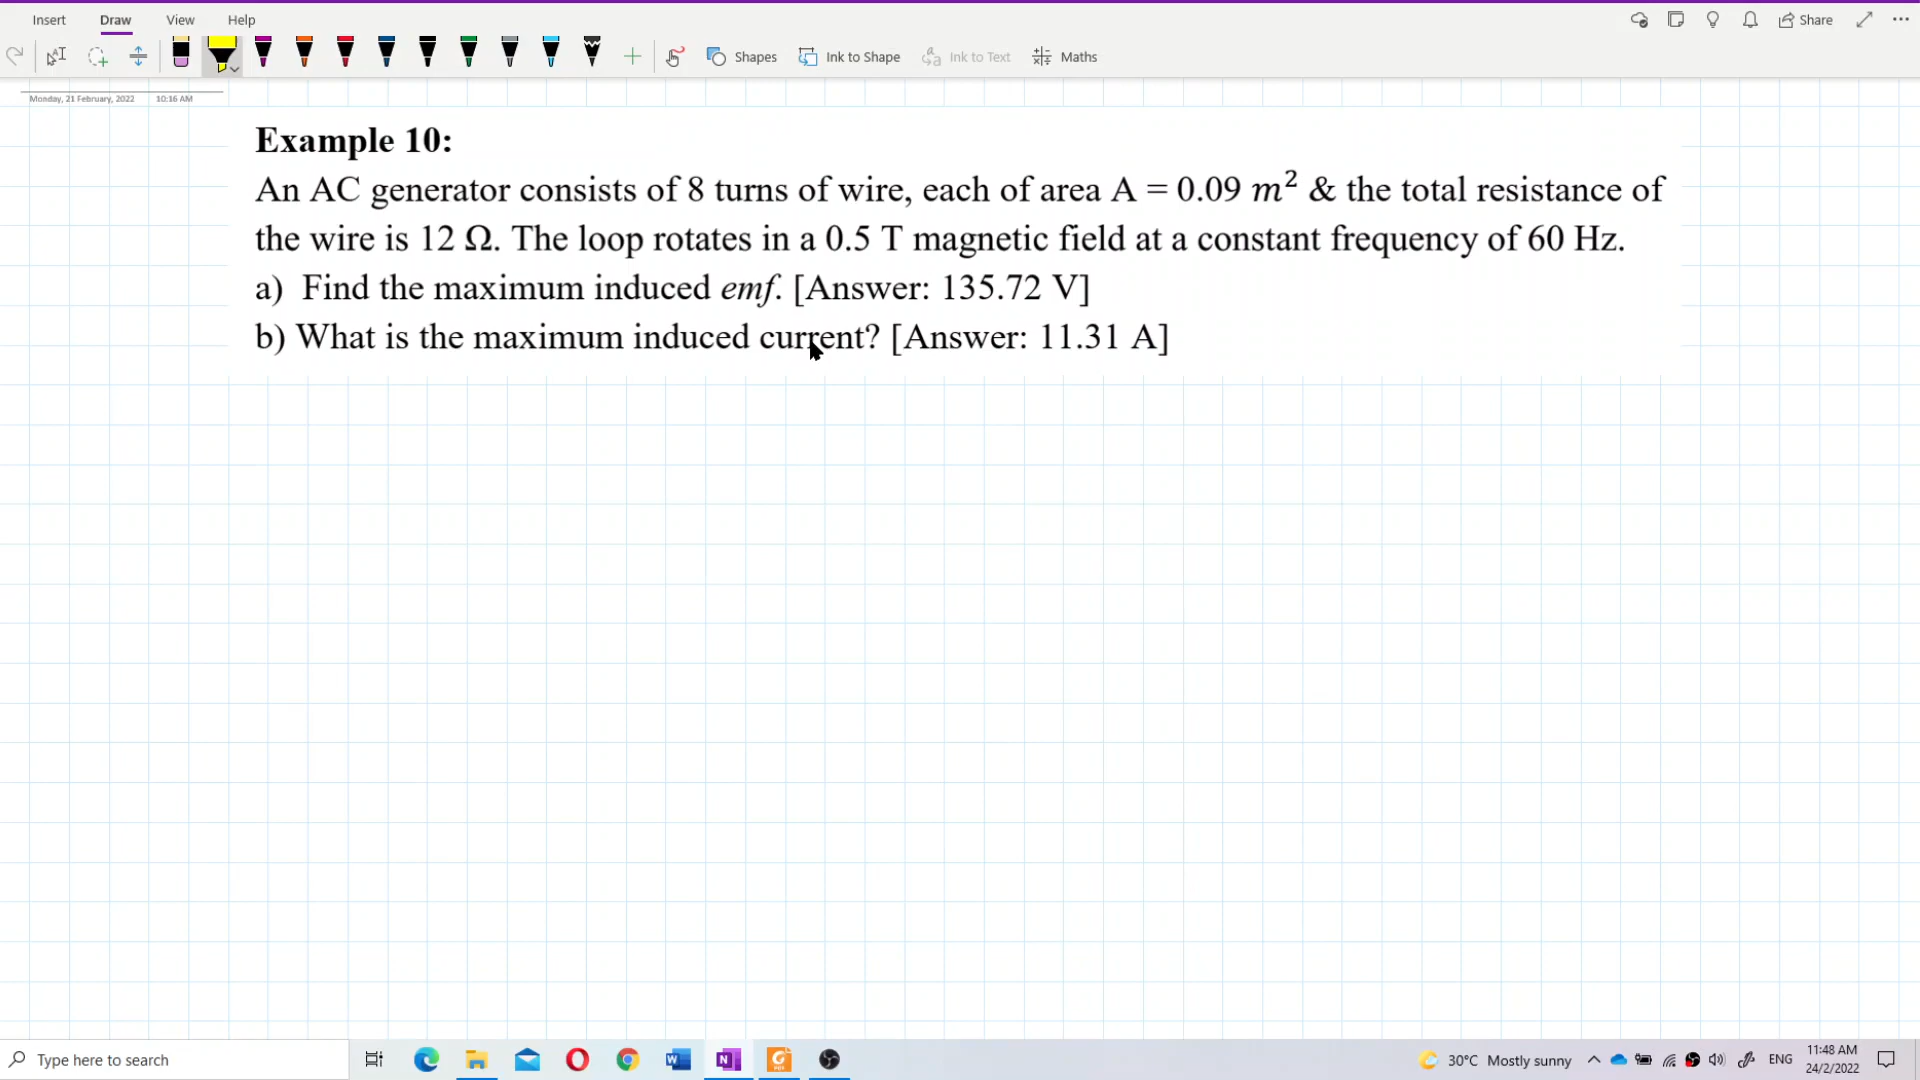 Insert Draw View Help Share
Shapes Ink to Shape Ink to Text Maths
Monday, 21 February, 2022 10:16 AM
Example 10:
An AC generator consists of 8 turns of wire, each of area A = 0.09 m² & the total resistance of
the wire is 12 Ω. The loop rotates in a 0.5 T magnetic field at a constant frequency of 60 Hz.
a) Find the maximum induced emf. [Answer: 135.72 V]
b) What is the maximum induced current? [Answer: 11.31 A]
Type here to search
30°C Mostly sunny
ENG
11:48 AM
24/2/2022